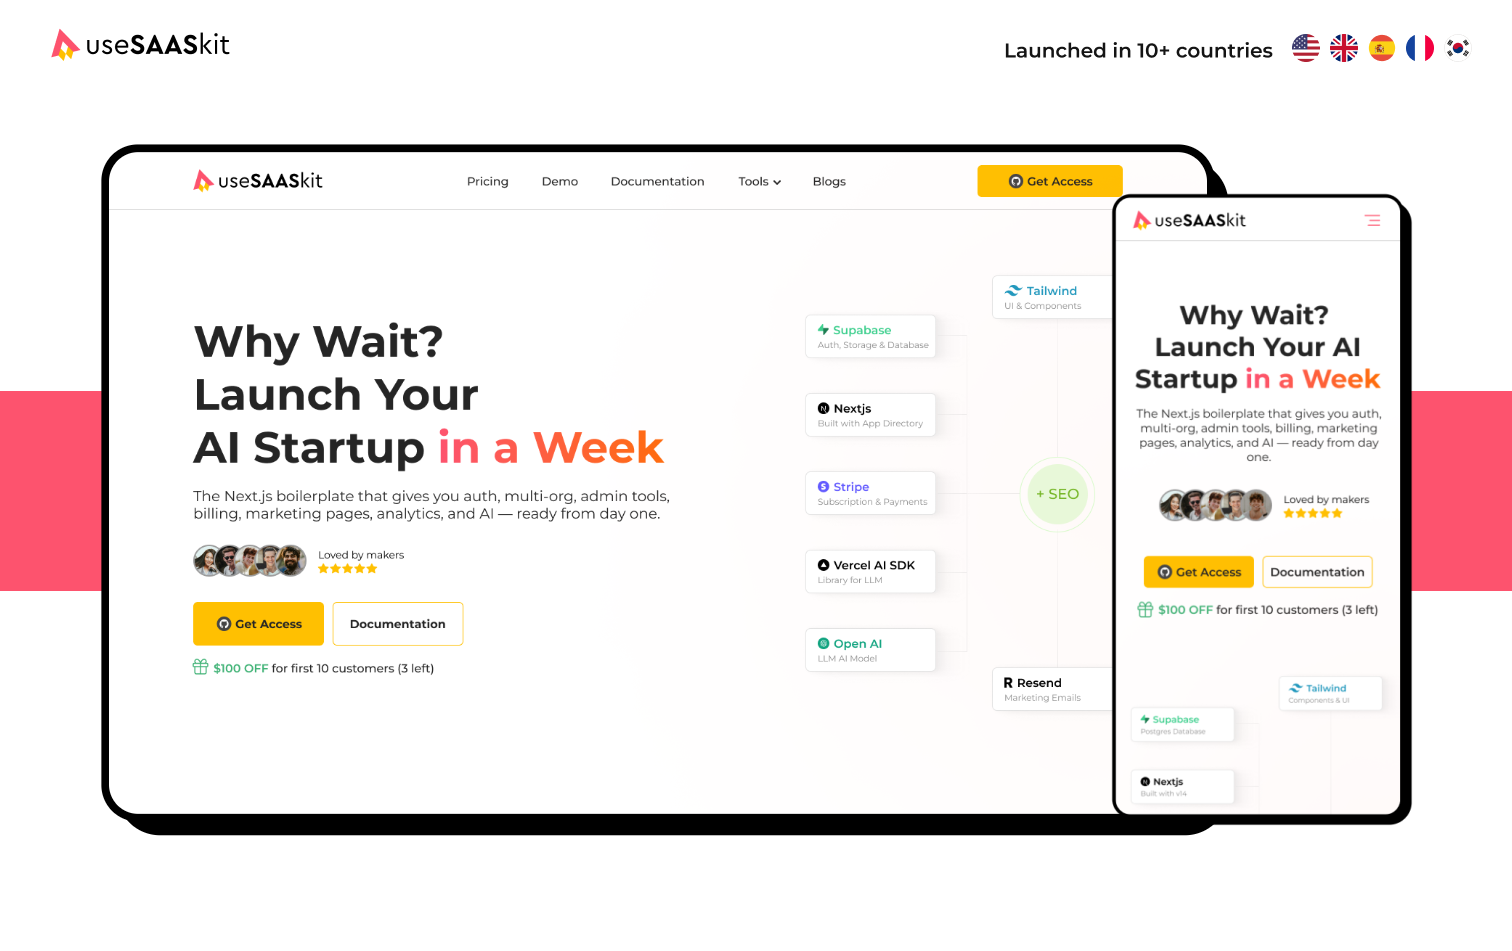 useSAASkit
Launched in 10+ countries
useSAASkit
Pricing
Demo
Documentation
Tools
Blogs
Get Access
Why Wait?
Launch Your
AI Startup in a Week
The Next.js boilerplate that gives you auth, multi-org, admin tools,
billing, marketing pages, analytics, and AI — ready from day one.
Loved by makers
Get Access
Documentation
$100 OFF for first 10 customers (3 left)
Tailwind
UI & Components
Supabase
Auth, Storage & Database
Nextjs
Built with App Directory
Stripe
Subscription & Payments
+ SEO
Vercel AI SDK
Library for LLM
Open AI
LLM AI Model
Resend
Marketing Emails
useSAASkit
Why Wait?
Launch Your AI
Startup in a Week
The Next.js boilerplate that gives you auth,
multi-org, admin tools, billing, marketing
pages, analytics, and AI — ready from day
one.
Loved by makers
Get Access
Documentation
$100 OFF for first 10 customers (3 left)
Tailwind
Components & UI
Supabase
Postgres Database
Nextjs
Built with v14